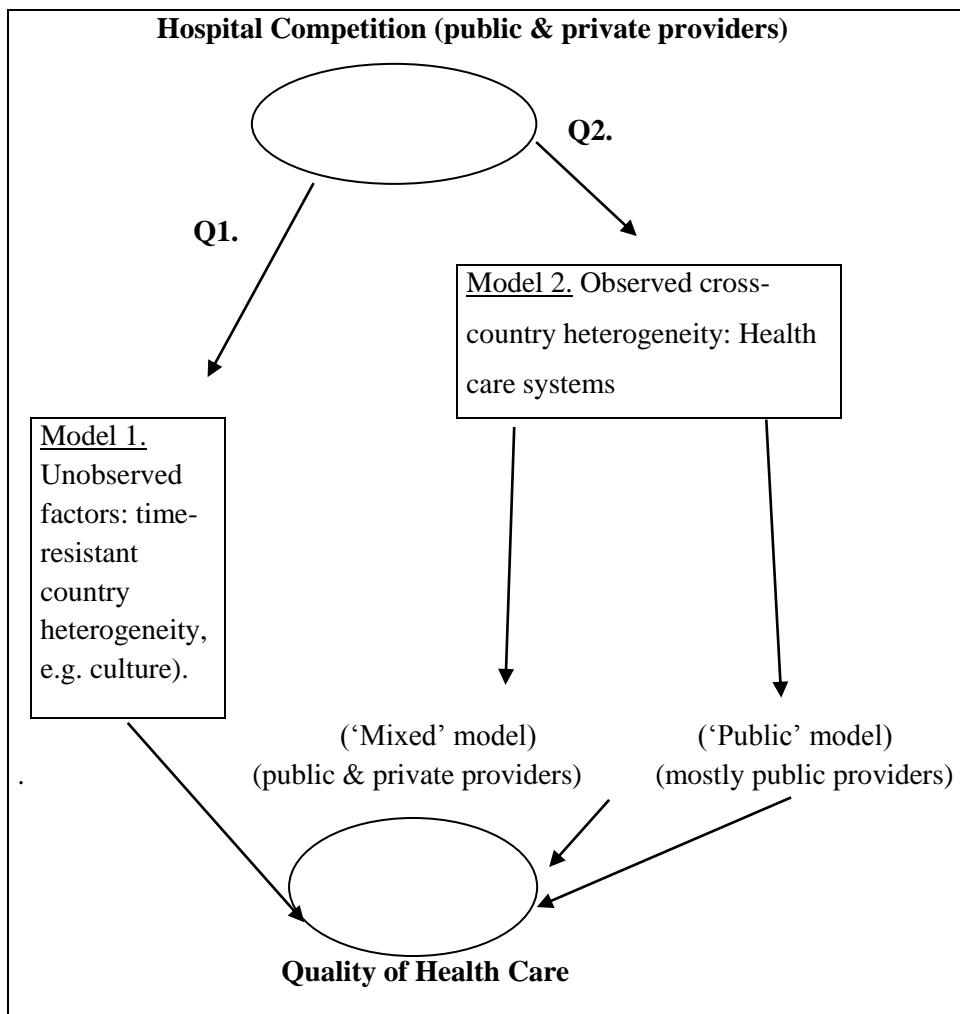 Hospital Competition (public & private providers)
Q2.
Q1.
Model 2. Observed cross-
country heterogeneity: Health
care systems
Model 1.
Unobserved
factors: time-
resistant
country
heterogeneity,
e.g. culture).
(‘Mixed’ model)
(public & private providers)
(‘Public’ model)
(mostly public providers)
.
Quality of Health Care